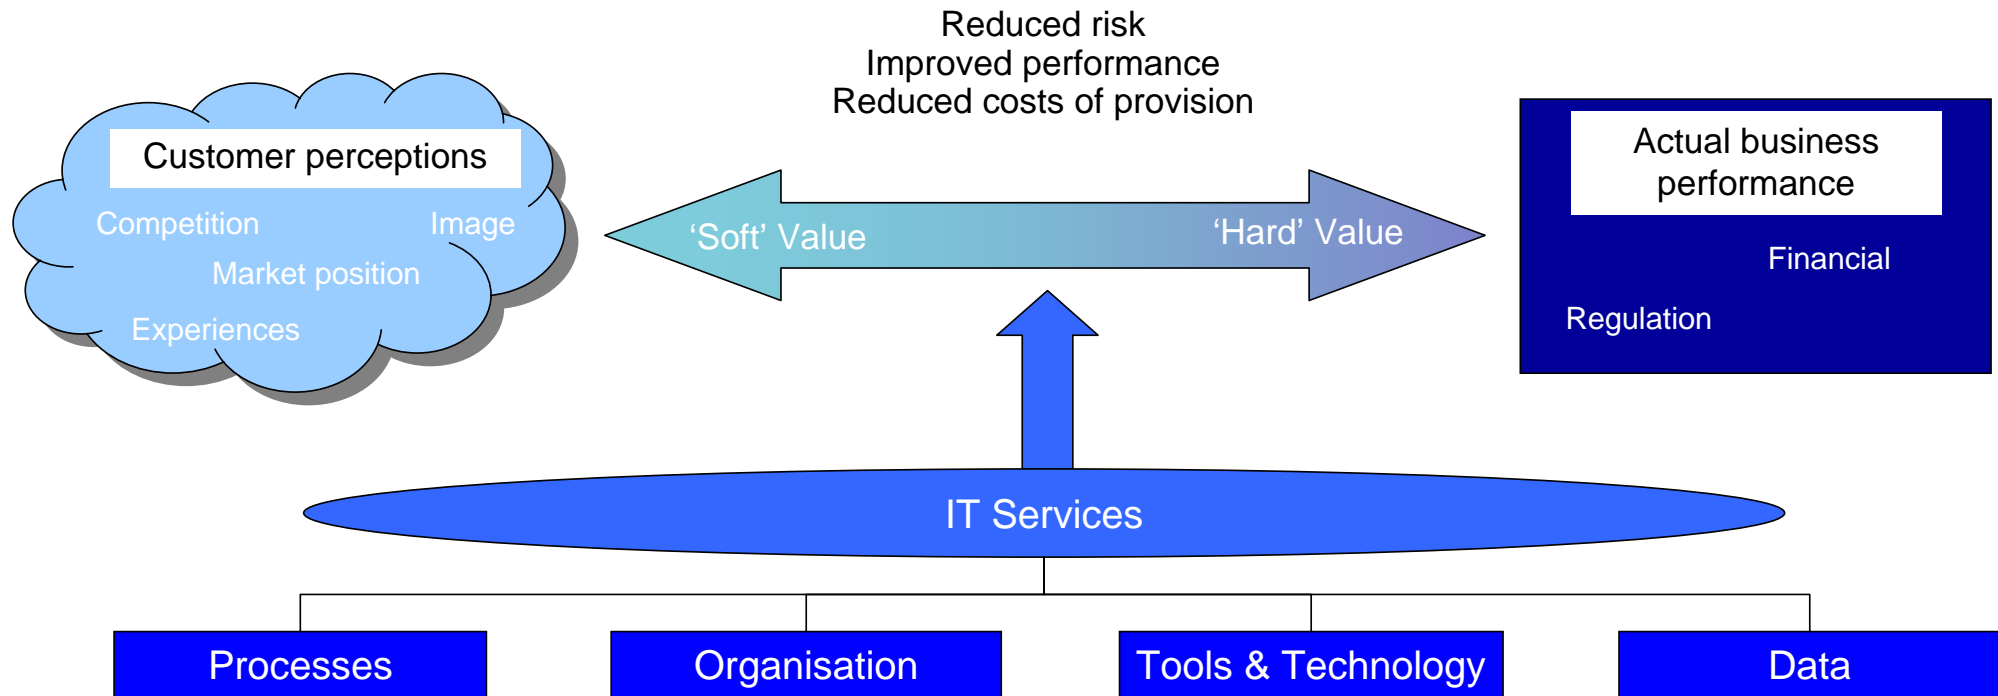 Reduced risk
Improved performance
Reduced costs of provision
Customer perceptions
Competition
Image
Market position
Experiences
‘Soft’ Value
‘Hard’ Value
Actual business
performance
Financial
Regulation
IT Services
Processes
Organisation
Tools & Technology
Data